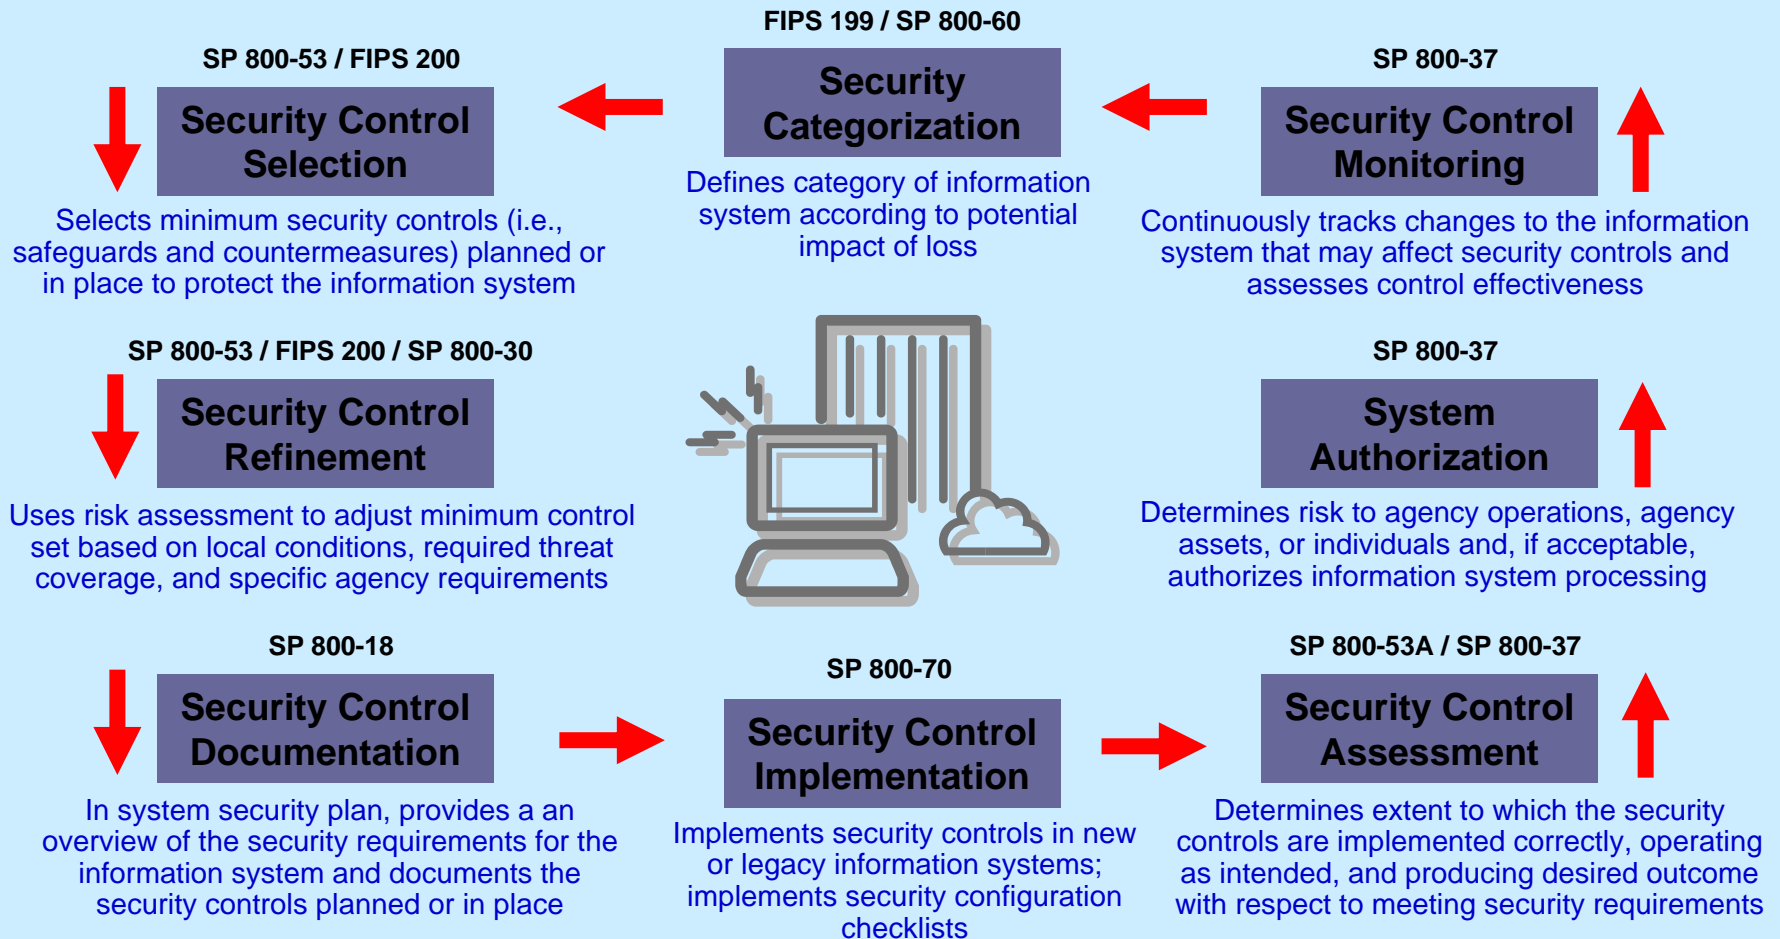 FIPS 199 / SP 800-60
Security
Categorization
Defines category of information
system according to potential
impact of loss
SP 800-53 / FIPS 200
Security Control
Selection
Selects minimum security controls (i.e.,
safeguards and countermeasures) planned or
in place to protect the information system
SP 800-53 / FIPS 200 / SP 800-30
Security Control
Refinement
Uses risk assessment to adjust minimum control
set based on local conditions, required threat
coverage, and specific agency requirements
SP 800-18
Security Control
Documentation
In system security plan, provides a an
overview of the security requirements for the
information system and documents the
security controls planned or in place
SP 800-70
Security Control
Implementation
Implements security controls in new
or legacy information systems;
implements security configuration
checklists
SP 800-53A / SP 800-37
Security Control
Assessment
Determines extent to which the security
controls are implemented correctly, operating
as intended, and producing desired outcome
with respect to meeting security requirements
SP 800-37
System
Authorization
Determines risk to agency operations, agency
assets, or individuals and, if acceptable,
authorizes information system processing
SP 800-37
Security Control
Monitoring
Continuously tracks changes to the information
system that may affect security controls and
assesses control effectiveness